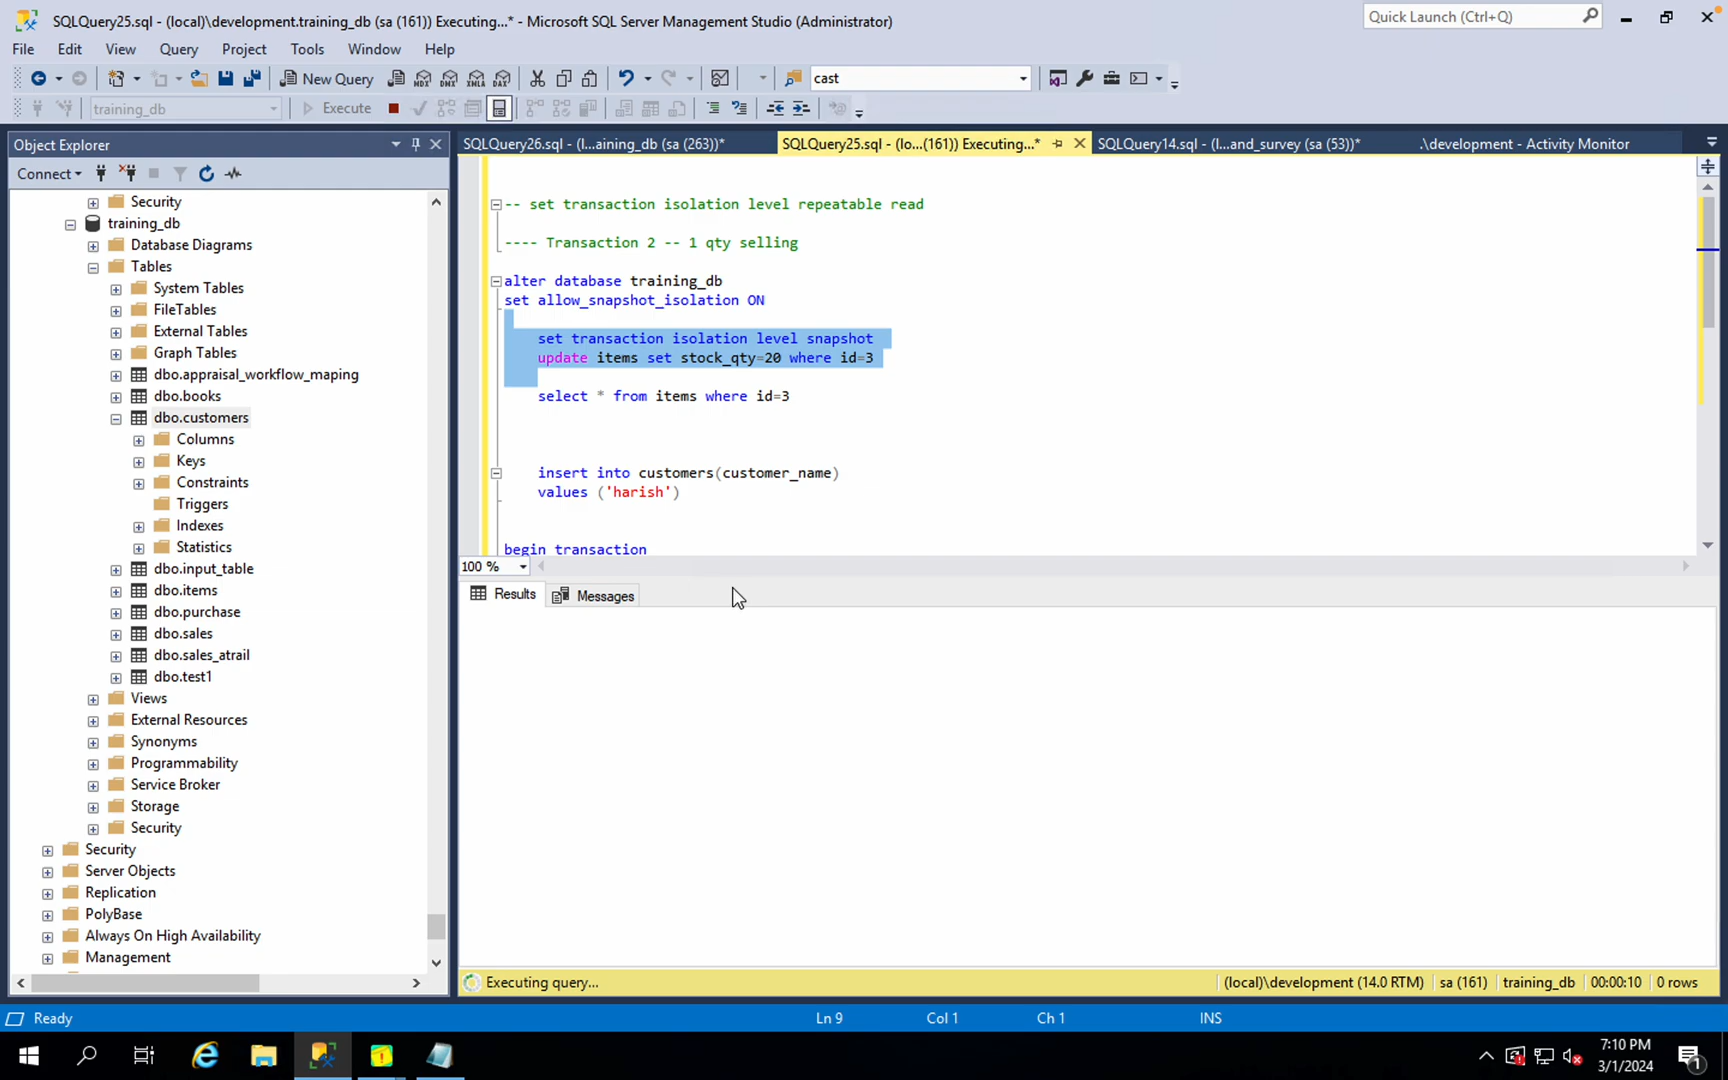 SQLQuery25.sql - (local)\development.training_db (sa (161)) Executing...* - Microsoft SQL Server Management Studio (Administrator)
Quick Launch (Ctrl+Q)
File Edit View Query Project Tools Window Help
New Query
MDX DMX XMLA DAX
cast
training_db
Execute
Object Explorer
SQLQuery26.sql - (l...aining_db (sa (263))*
SQLQuery25.sql - (lo...(161)) Executing...*
SQLQuery14.sql - (l...and_survey (sa (53))*
.\development - Activity Monitor
Connect
Security
training_db
Database Diagrams
Tables
System Tables
FileTables
External Tables
Graph Tables
dbo.appraisal_workflow_maping
dbo.books
dbo.customers
Columns
Keys
Constraints
Triggers
Indexes
Statistics
dbo.input_table
dbo.items
dbo.purchase
dbo.sales
dbo.sales_atrail
dbo.test1
Views
External Resources
Synonyms
Programmability
Service Broker
Storage
Security
Security
Server Objects
Replication
PolyBase
Always On High Availability
Management
-- set transaction isolation level repeatable read
---- Transaction 2 -- 1 qty selling
alter database training_db
set allow_snapshot_isolation ON
set transaction isolation level snapshot
update items set stock_qty=20 where id=3
select * from items where id=3
insert into customers(customer_name)
values ('harish')
begin transaction
100 %
Results Messages
Executing query...
(local)\development (14.0 RTM) sa (161) training_db 00:00:10 0 rows
Ready Ln 9 Col 1 Ch 1 INS
7:10 PM
3/1/2024
1